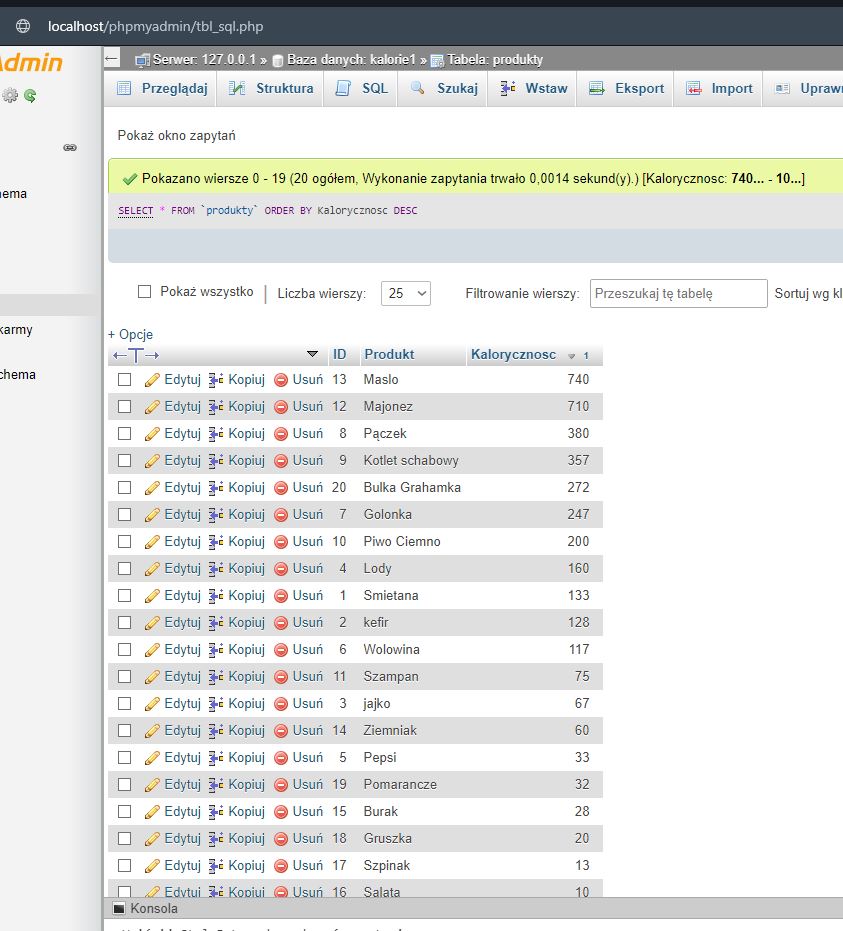 localhost/phpmyadmin/tbl_sql.php
Admin
Serwer: 127.0.0.1 » Baza danych: kalorie1 » Tabela: produkty
Przeglądaj Struktura SQL Szukaj Wstaw Eksport Import Upraw
Pokaż okno zapytań
Pokazano wiersze 0 - 19 (20 ogółem, Wykonanie zapytania trwało 0,0014 sekund(y).) [Kalorycznosc: 740... - 10...]
hema
SELECT * FROM `produkty` ORDER BY Kalorycznosc DESC
Pokaż wszystko | Liczba wierszy: 25 Filtrowanie wierszy: Przeszukaj tę tabelę Sortuj wg kl
karmy
+ Opcje
←T→ ID Produkt Kalorycznosc 1
chema
Edytuj Kopiuj Usuń 13 Maslo 740
Edytuj Kopiuj Usuń 12 Majonez 710
Edytuj Kopiuj Usuń 8 Pączek 380
Edytuj Kopiuj Usuń 9 Kotlet schabowy 357
Edytuj Kopiuj Usuń 20 Bulka Grahamka 272
Edytuj Kopiuj Usuń 7 Golonka 247
Edytuj Kopiuj Usuń 10 Piwo Ciemno 200
Edytuj Kopiuj Usuń 4 Lody 160
Edytuj Kopiuj Usuń 1 Smietana 133
Edytuj Kopiuj Usuń 2 kefir 128
Edytuj Kopiuj Usuń 6 Wolowina 117
Edytuj Kopiuj Usuń 11 Szampan 75
Edytuj Kopiuj Usuń 3 jajko 67
Edytuj Kopiuj Usuń 14 Ziemniak 60
Edytuj Kopiuj Usuń 5 Pepsi 33
Edytuj Kopiuj Usuń 19 Pomarancze 32
Edytuj Kopiuj Usuń 15 Burak 28
Edytuj Kopiuj Usuń 18 Gruszka 20
Edytuj Kopiuj Usuń 17 Szpinak 13
Edytuj Kopiuj Usuń 16 Salata 10
Konsola